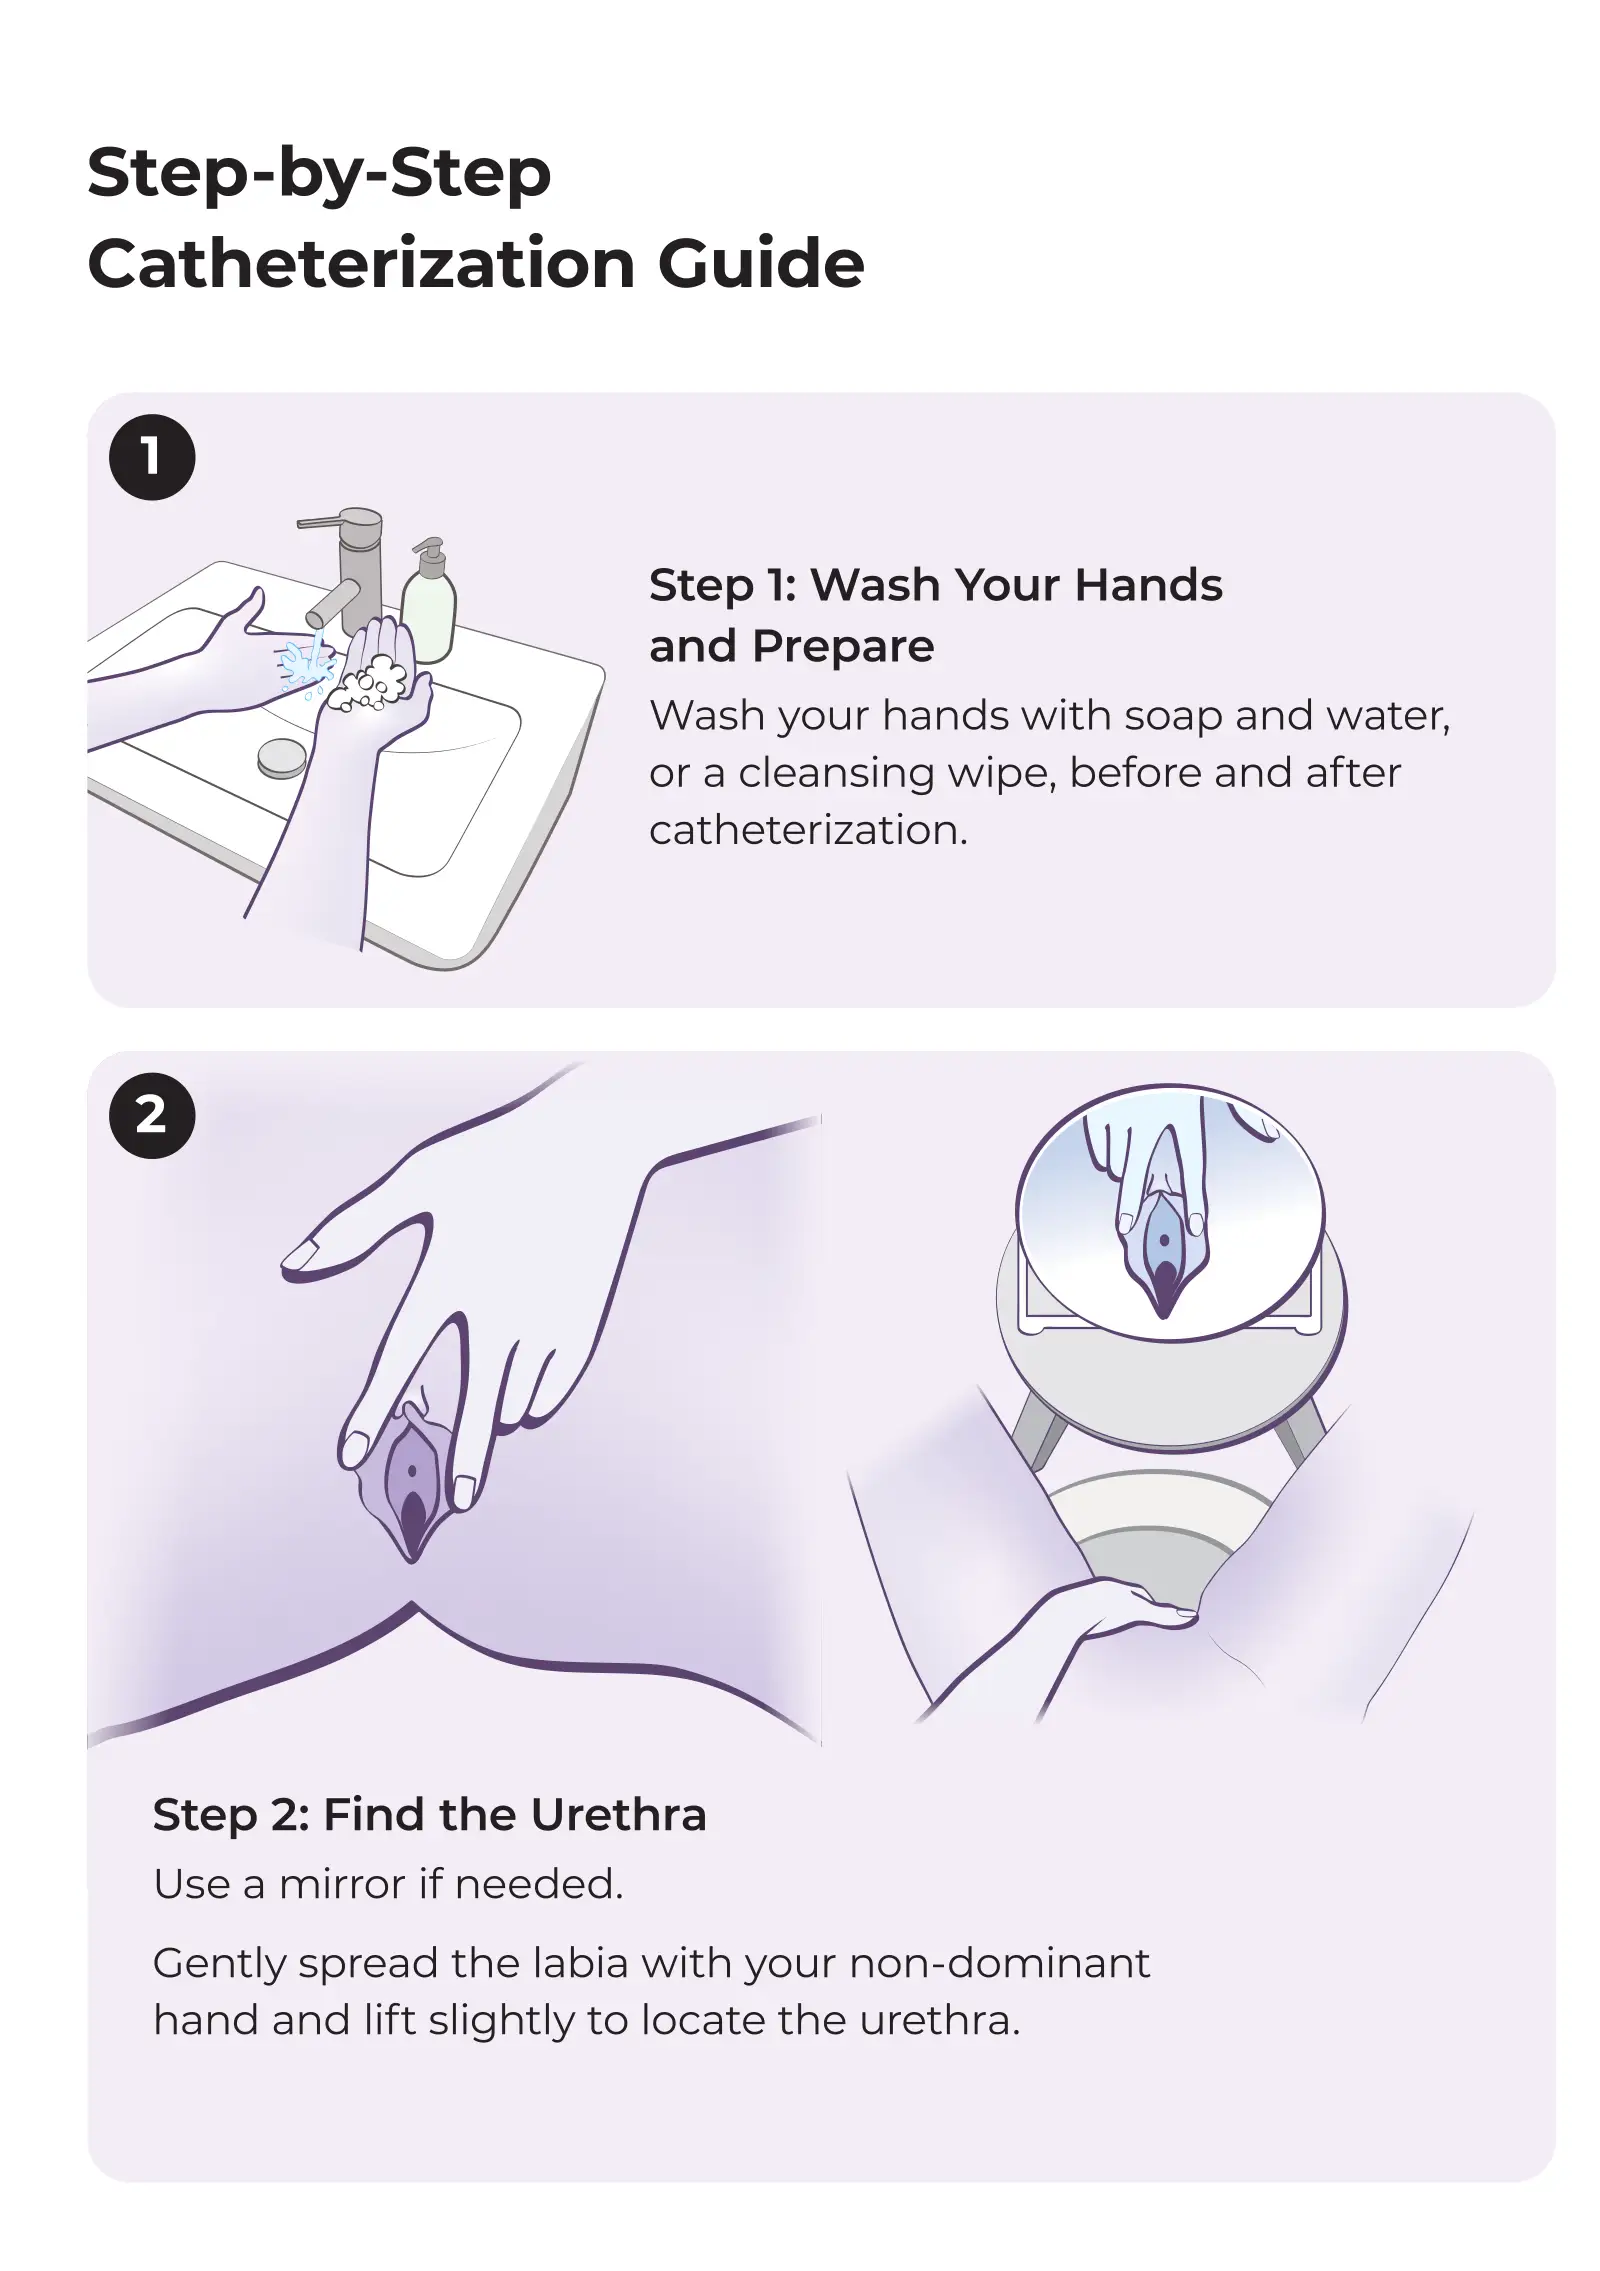 Step-by-Step
Catheterization Guide
1
Step 1: Wash Your Hands
and Prepare
Wash your hands with soap and water,
or a cleansing wipe, before and after
catheterization.
2
Step 2: Find the Urethra
Use a mirror if needed.
Gently spread the labia with your non-dominant
hand and lift slightly to locate the urethra.